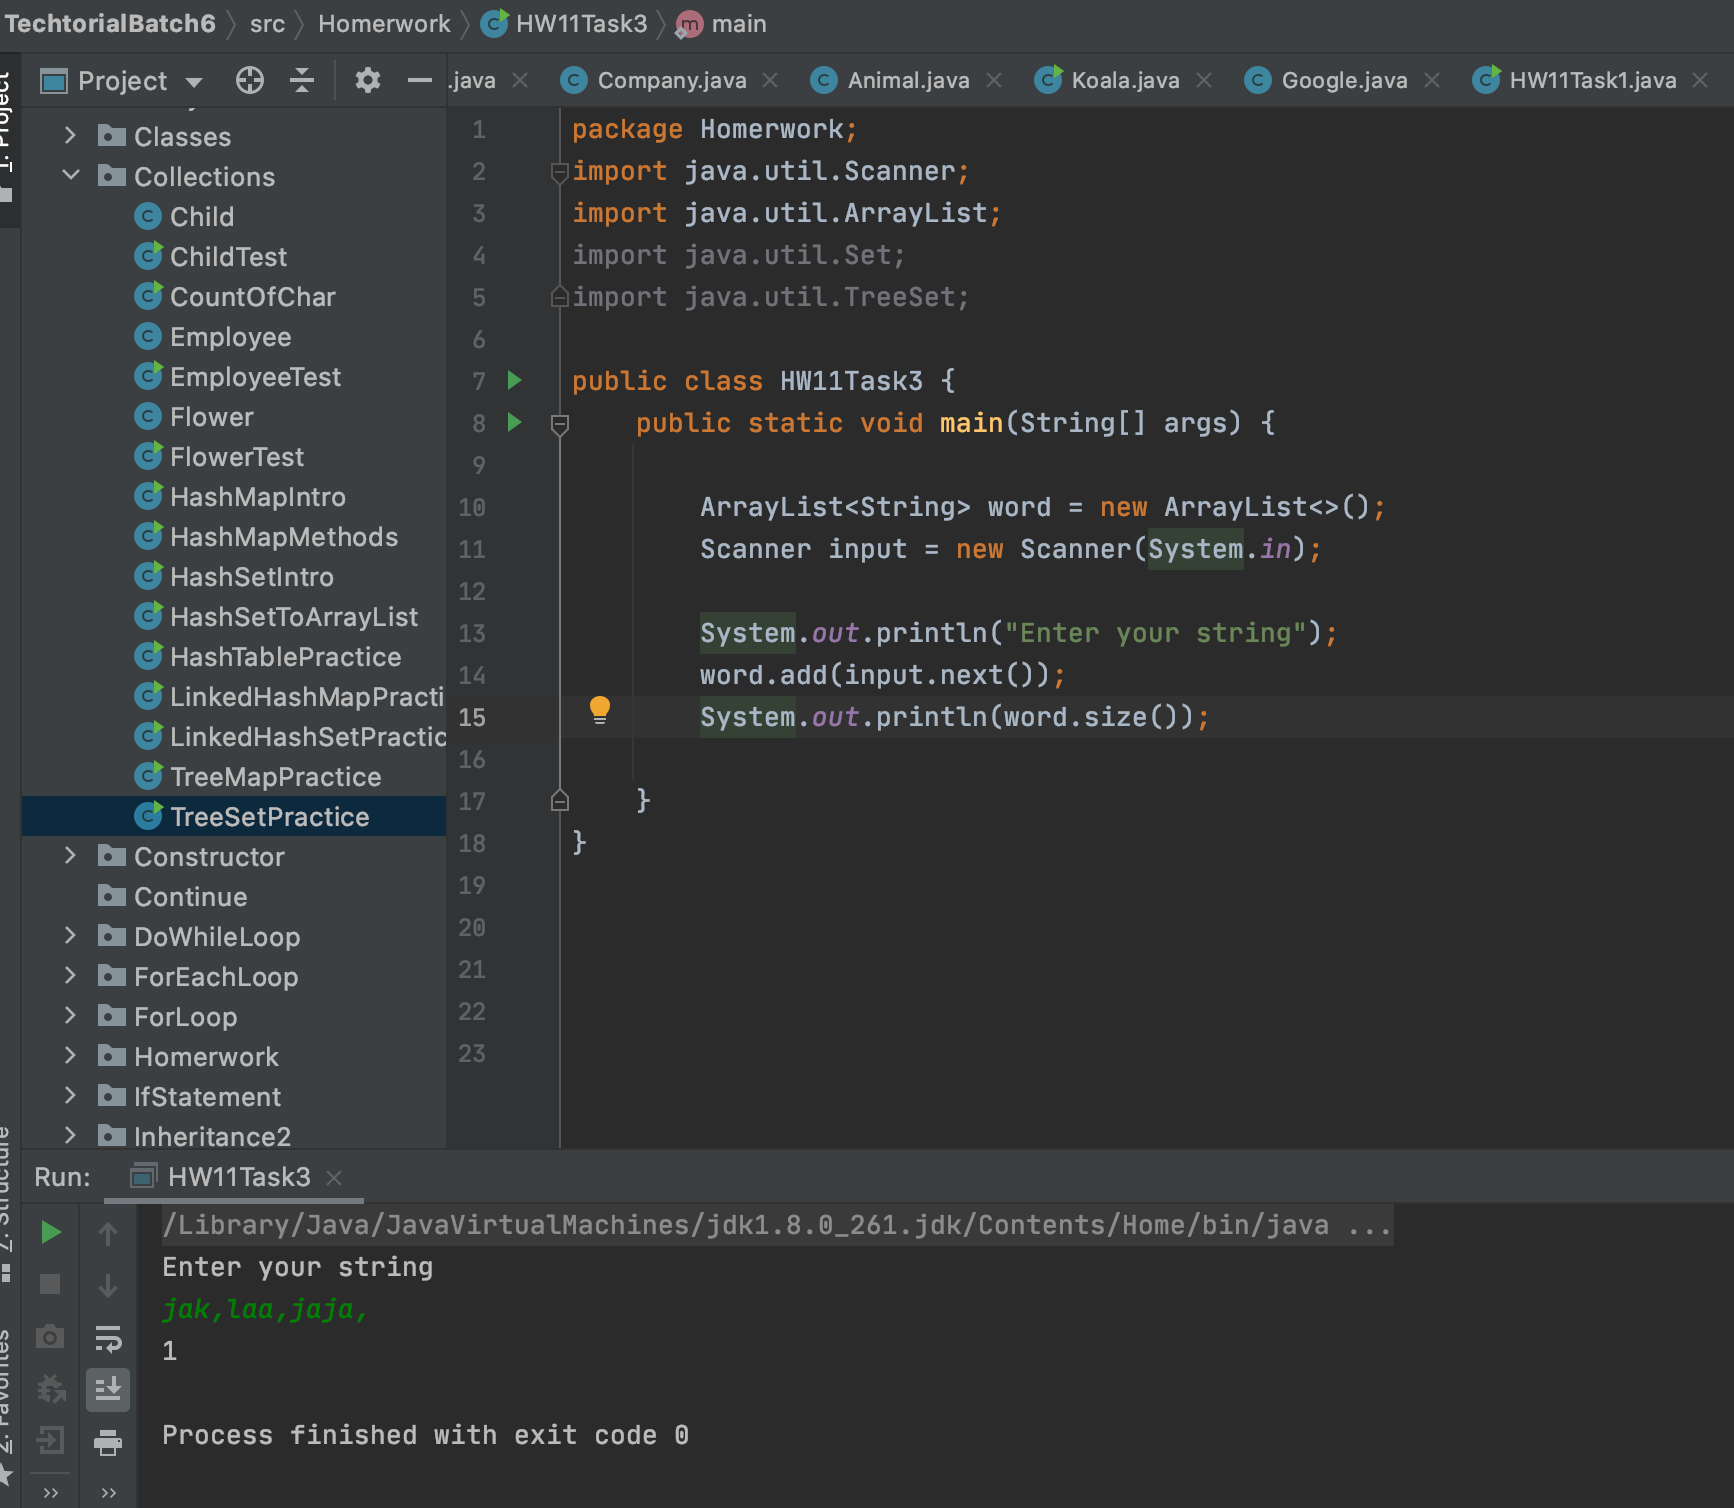 TechtorialBatch6 src Homerwork HW11Task3 main
1: Project
Project .java Company.java Animal.java Koala.java Google.java HW11Task1.java
Classes
Collections
Child
ChildTest
CountOfChar
Employee
EmployeeTest
Flower
FlowerTest
HashMapIntro
HashMapMethods
HashSetIntro
HashSetToArrayList
HashTablePractice
LinkedHashMapPracti
LinkedHashSetPractic
TreeMapPractice
TreeSetPractice
Constructor
Continue
DoWhileLoop
ForEachLoop
ForLoop
Homerwork
IfStatement
Inheritance2
1 package Homerwork;
2 import java.util.Scanner;
3 import java.util.ArrayList;
4 import java.util.Set;
5 import java.util.TreeSet;
6
7 public class HW11Task3 {
8 public static void main(String[] args) {
9
10 ArrayList<String> word = new ArrayList<>();
11 Scanner input = new Scanner(System.in);
12
13 System.out.println("Enter your string");
14 word.add(input.next());
15 System.out.println(word.size());
16
17 }
18 }
19
20
21
22
23
7: Structure
2: Favorites
Run: HW11Task3
/Library/Java/JavaVirtualMachines/jdk1.8.0_261.jdk/Contents/Home/bin/java ...
Enter your string
jak,laa,jaja,
1
Process finished with exit code 0